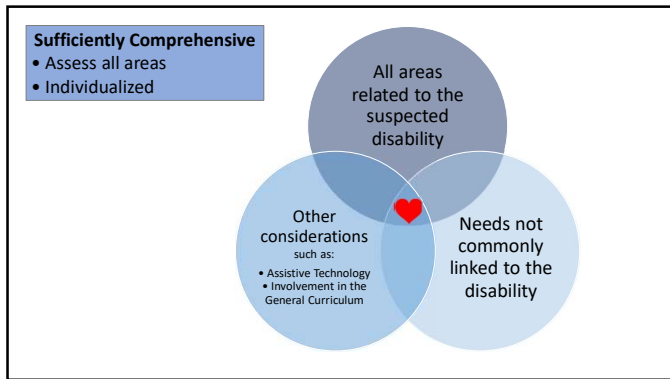 Sufficiently Comprehensive
• Assess all areas
• Individualized
All areas
related to the
suspected
disability
Other
considerations
such as:
• Assistive Technology
• Involvement in the
General Curriculum
Needs not
commonly
linked to the
disability